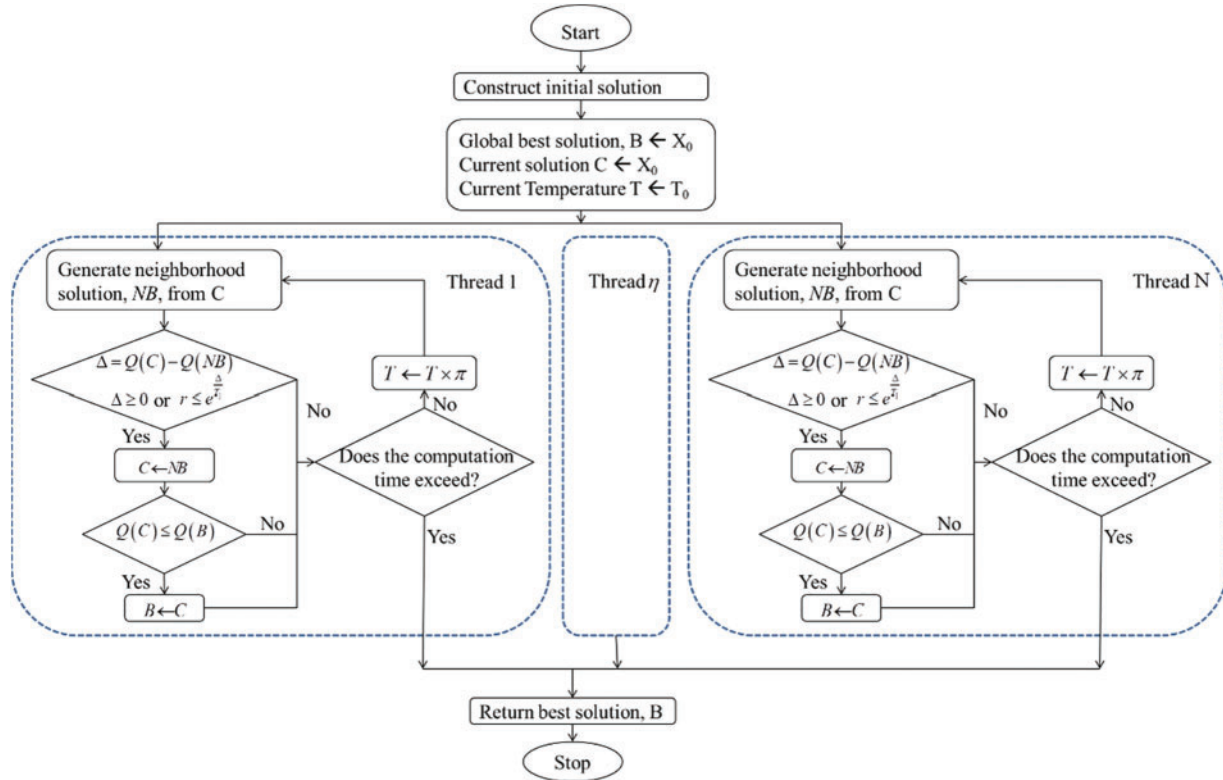 Start
Construct initial solution
Global best solution, B ← X₀
Current solution C ← X₀
Current Temperature T ← T₀
Generate neighborhood
solution, NB, from C
Thread 1
Δ = Q(C) − Q(NB)
Δ ≥ 0 or r ≤ e^(Δ/T)
No
Yes
C ← NB
Q(C) ≤ Q(B)
No
Yes
B ← C
T ← T × π
No
Does the computation
time exceed?
Yes
Thread η
Generate neighborhood
solution, NB, from C
Thread N
Δ = Q(C) − Q(NB)
Δ ≥ 0 or r ≤ e^(Δ/T)
No
Yes
C ← NB
Q(C) ≤ Q(B)
No
Yes
B ← C
T ← T × π
No
Does the computation
time exceed?
Yes
Return best solution, B
Stop